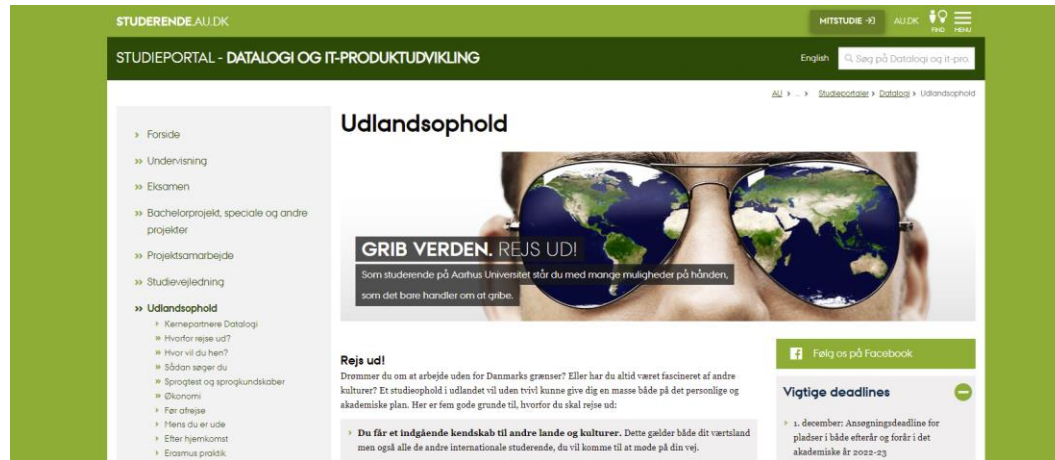 STUDERENDE.AU.DK
MITSTUDIE
AU.DK
FIND
MENU
STUDIEPORTAL - DATALOGI OG IT-PRODUKTUDVIKLING
English
Søg på Datalogi og it-pro.
AU › ... › Studieportaler › Datalogi › Udlandsophold
› Forside
» Undervisning
» Eksamen
» Bachelorprojekt, speciale og andre
projekter
» Projektsamarbejde
» Studievejledning
» Udlandsophold
› Kernepartnere Datalogi
» Hvorfor rejse ud?
» Hvor vil du hen?
» Sådan søger du
» Sprogtest og sprogkundskaber
» Økonomi
› Før afrejse
› Mens du er ude
› Efter hjemkomst
› Erasmus praktik
Udlandsophold
GRIB VERDEN. REJS UD!
Som studerende på Aarhus Universitet står du med mange muligheder på hånden,
som det bare handler om at gribe.
Rejs ud!
Drømmer du om at arbejde uden for Danmarks grænser? Eller har du altid været fascineret af andre
kulturer? Et studieophold i udlandet vil uden tvivl kunne give dig en masse både på det personlige og
akademiske plan. Her er fem gode grunde til, hvorfor du skal rejse ud:
› Du får et indgående kendskab til andre lande og kulturer. Dette gælder både dit værtsland
men også alle de andre internationale studerende, du vil komme til at møde på din vej.
Følg os på Facebook
Vigtige deadlines
› 1. december: Ansøgningsdeadline for
pladser i både efterår og forår i det
akademiske år 2022-23